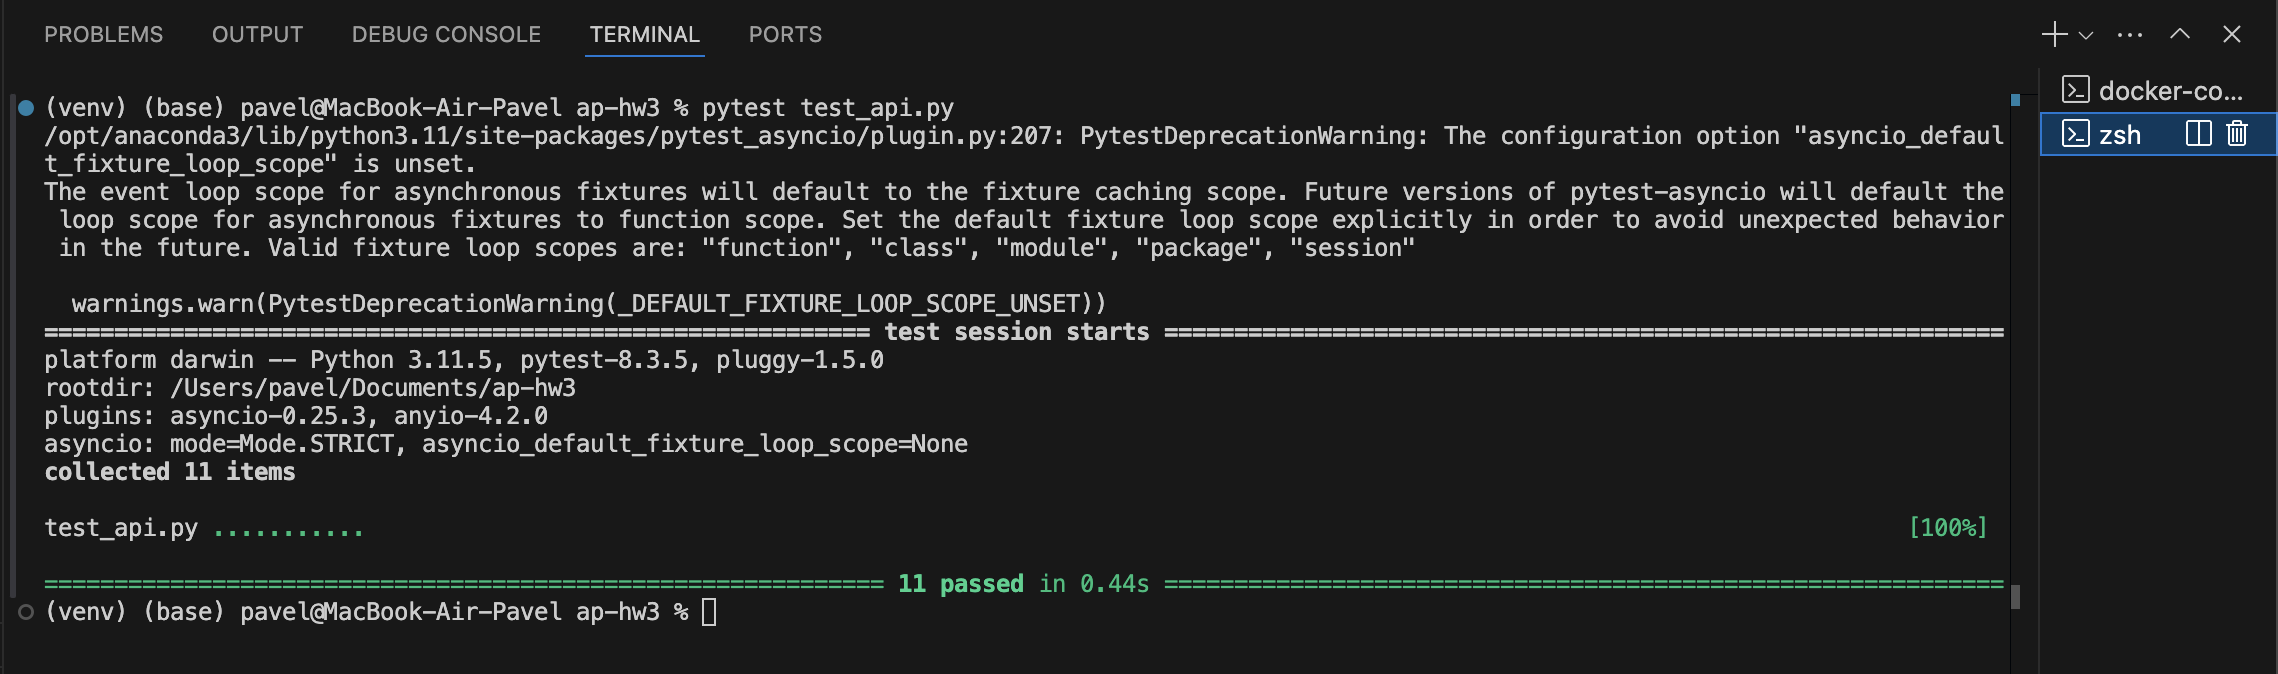 PROBLEMS OUTPUT DEBUG CONSOLE TERMINAL PORTS
docker-co...
zsh
(venv) (base) pavel@MacBook-Air-Pavel ap-hw3 % pytest test_api.py
/opt/anaconda3/lib/python3.11/site-packages/pytest_asyncio/plugin.py:207: PytestDeprecationWarning: The configuration option "asyncio_defaul
t_fixture_loop_scope" is unset.
The event loop scope for asynchronous fixtures will default to the fixture caching scope. Future versions of pytest-asyncio will default the
 loop scope for asynchronous fixtures to function scope. Set the default fixture loop scope explicitly in order to avoid unexpected behavior
 in the future. Valid fixture loop scopes are: "function", "class", "module", "package", "session"
  warnings.warn(PytestDeprecationWarning(_DEFAULT_FIXTURE_LOOP_SCOPE_UNSET))
=========================================================== test session starts ============================================================
platform darwin -- Python 3.11.5, pytest-8.3.5, pluggy-1.5.0
rootdir: /Users/pavel/Documents/ap-hw3
plugins: asyncio-0.25.3, anyio-4.2.0
asyncio: mode=Mode.STRICT, asyncio_default_fixture_loop_scope=None
collected 11 items
test_api.py ........... [100%]
============================================================ 11 passed in 0.44s ============================================================
(venv) (base) pavel@MacBook-Air-Pavel ap-hw3 %